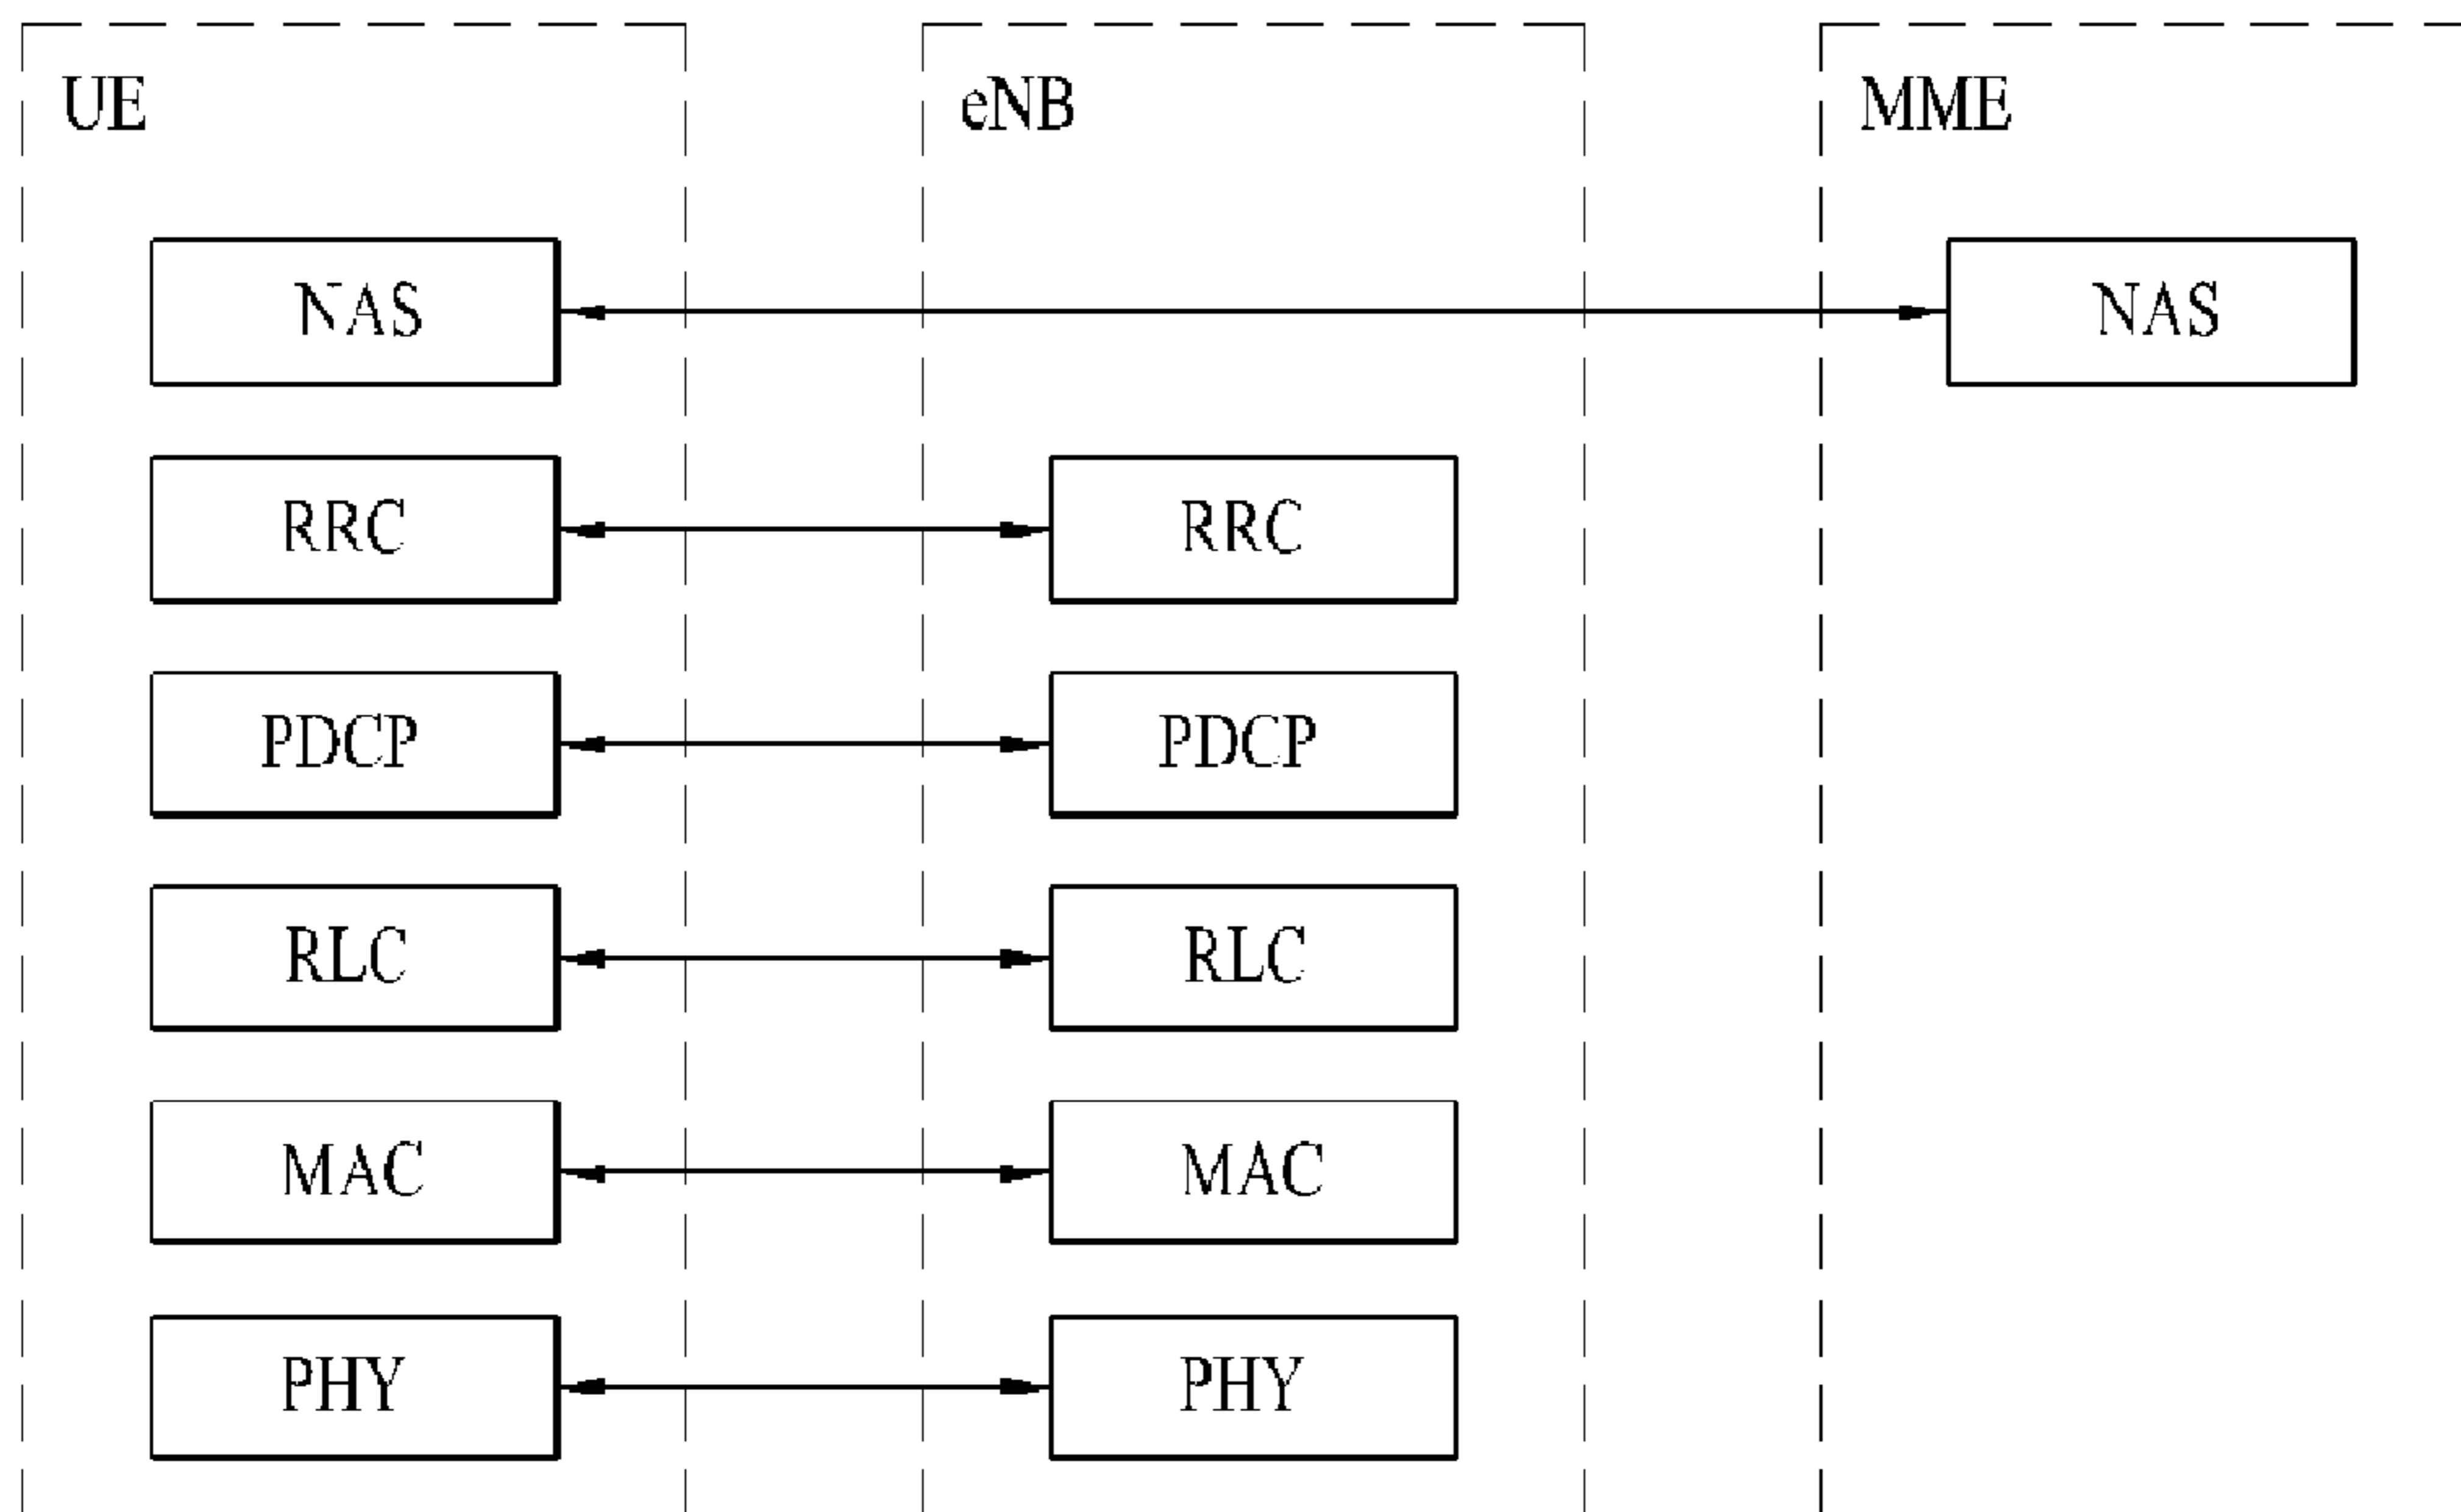 UE eNB MME
NAS NAS
RRC RRC
PDCP PDCP
RLC RLC
MAC MAC
PHY PHY